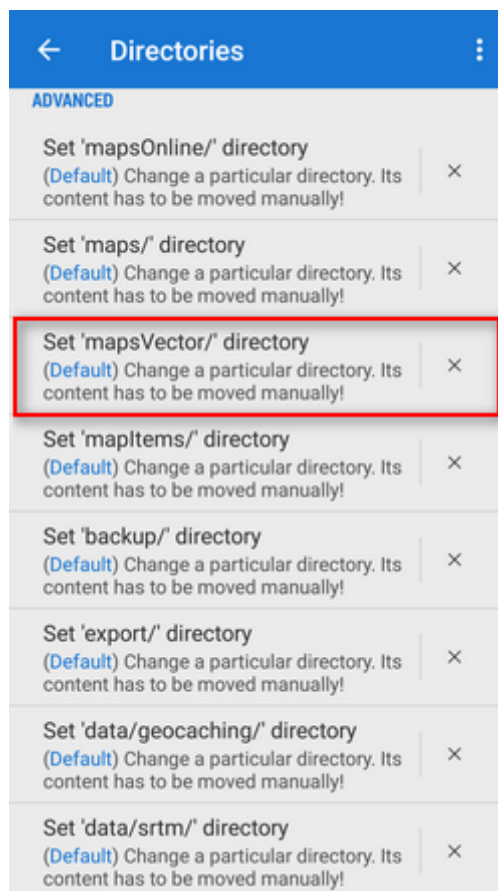 Directories
ADVANCED
Set 'mapsOnline/' directory
(Default) Change a particular directory. Its
content has to be moved manually!
Set 'maps/' directory
(Default) Change a particular directory. Its
content has to be moved manually!
Set 'mapsVector/' directory
(Default) Change a particular directory. Its
content has to be moved manually!
Set 'mapItems/' directory
(Default) Change a particular directory. Its
content has to be moved manually!
Set 'backup/' directory
(Default) Change a particular directory. Its
content has to be moved manually!
Set 'export/' directory
(Default) Change a particular directory. Its
content has to be moved manually!
Set 'data/geocaching/' directory
(Default) Change a particular directory. Its
content has to be moved manually!
Set 'data/srtm/' directory
(Default) Change a particular directory. Its
content has to be moved manually!